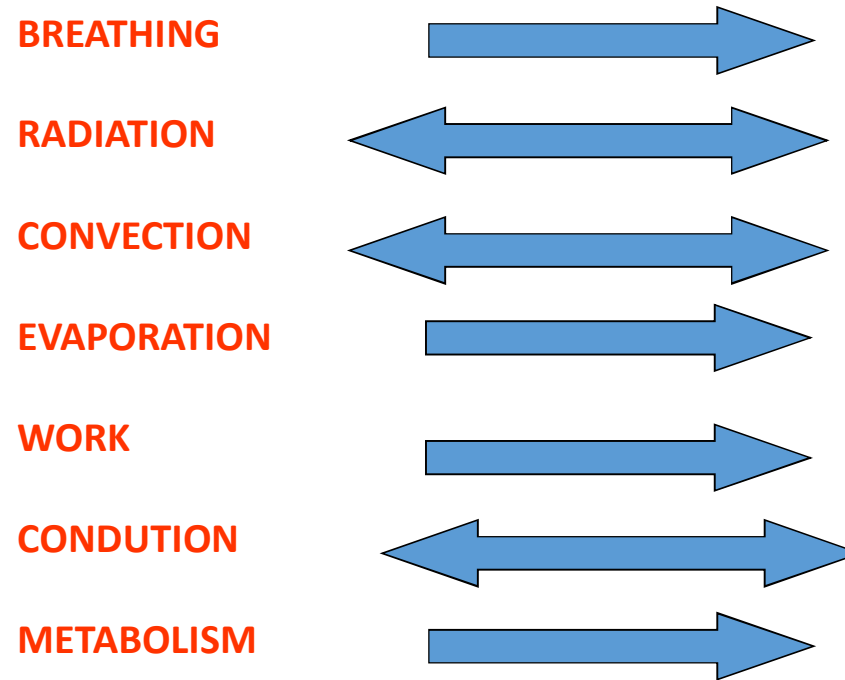 BREATHING
RADIATION
CONVECTION
EVAPORATION
WORK
CONDUTION
METABOLISM